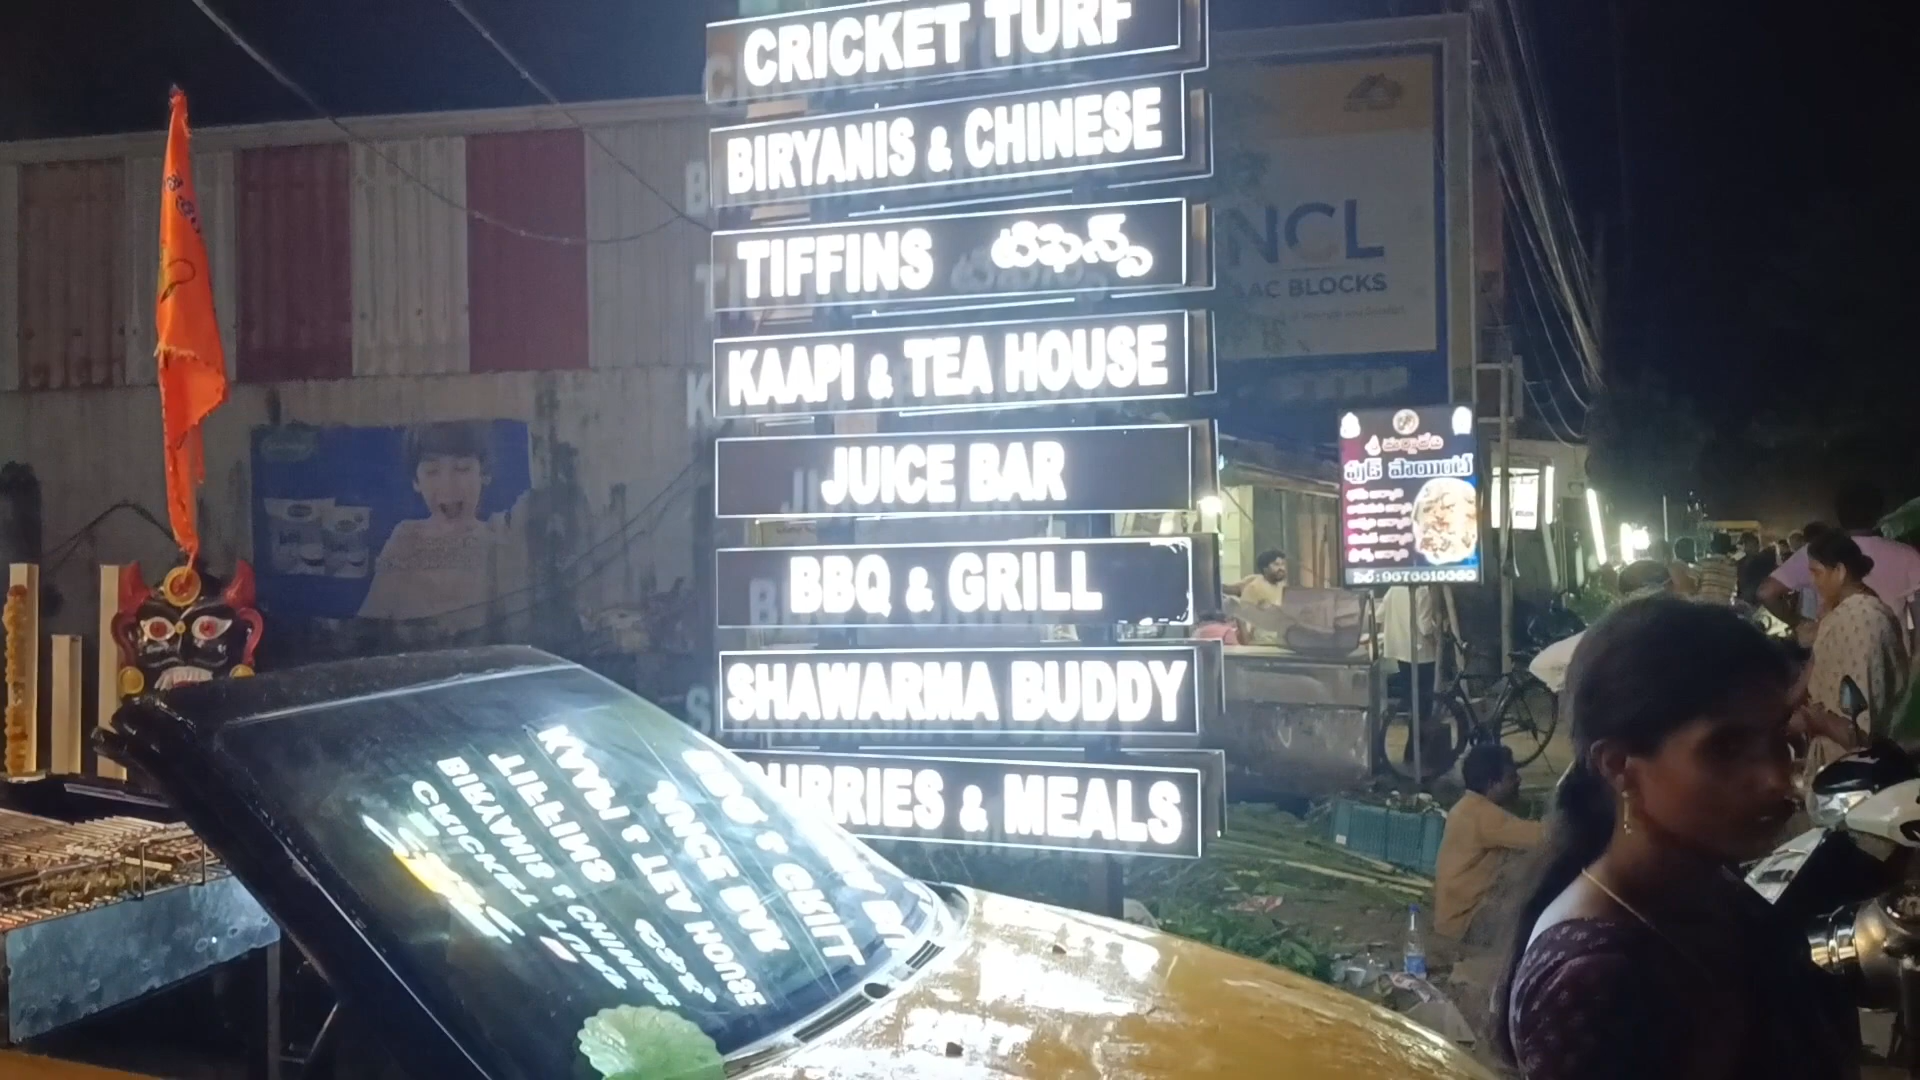 CRICKET TURF
BIRYANIS & CHINESE
TIFFINS టిఫిన్స్
KAAPI & TEA HOUSE
JUICE BAR
BBQ & GRILL
SHAWARMA BUDDY
CURRIES & MEALS
NCL
AAC BLOCKS
శ్రీ
ఫుడ్ పాయింట్